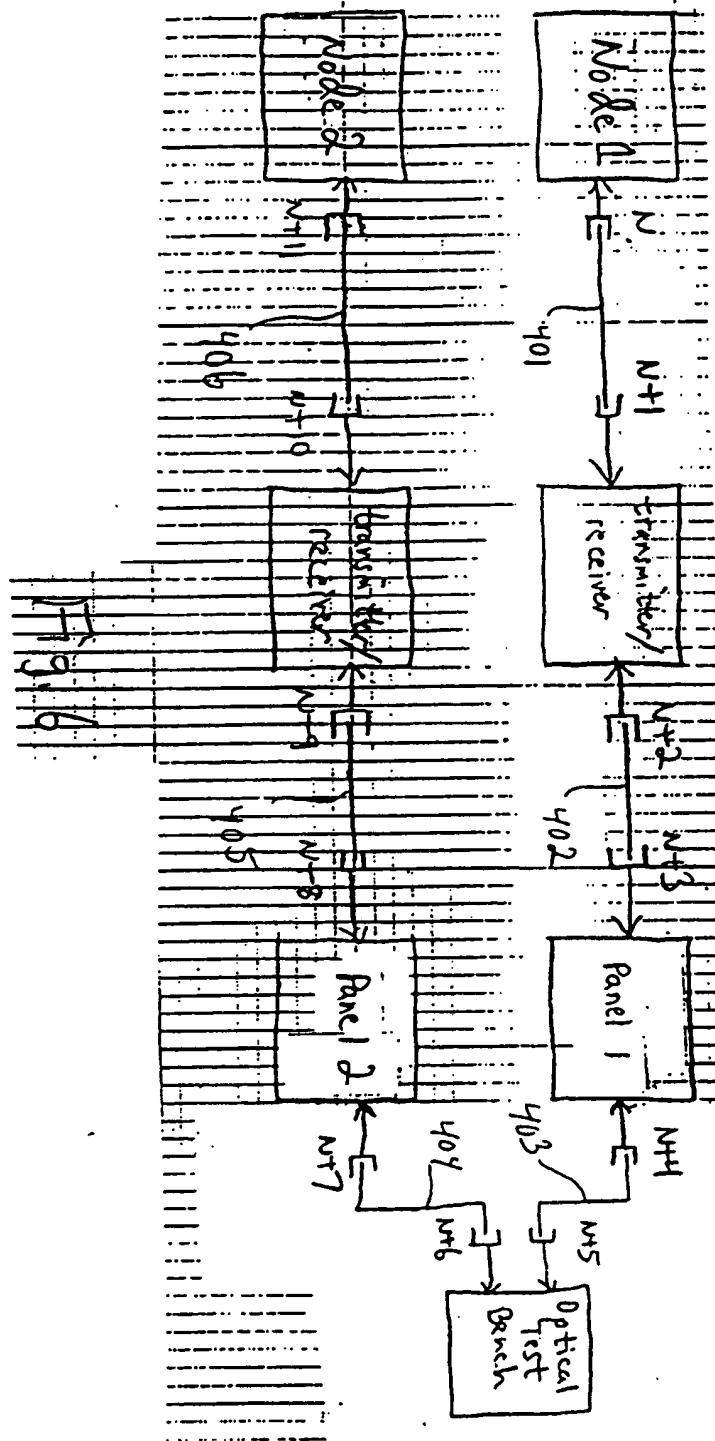 Node 1
N
401
N+1
transmitter/
receiver
N+2
402
N+3
Panel 1
N+4
403
N+5
Optical
Test
Bench
N+6
404
N+7
Panel 2
N+8
405
N+9
transmitter/
receiver
N+10
406
N+11
Node 2
Fig. 6